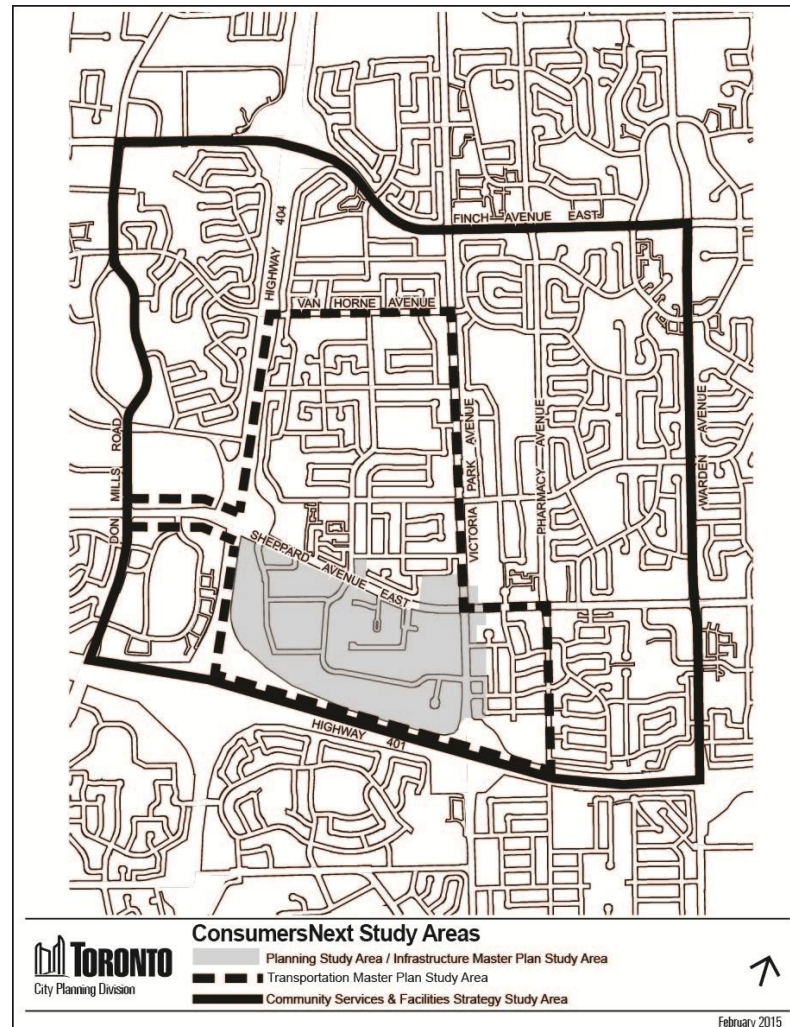 FINCH AVENUE EAST
HIGHWAY 404
VAN HORNE AVENUE
DON MILLS ROAD
VICTORIA PARK AVENUE
PHARMACY AVENUE
WARDEN AVENUE
SHEPPARD AVENUE EAST
HIGHWAY 401
TORONTO
City Planning Division
ConsumersNext Study Areas
Planning Study Area / Infrastructure Master Plan Study Area
Transportation Master Plan Study Area
Community Services & Facilities Strategy Study Area
February 2015